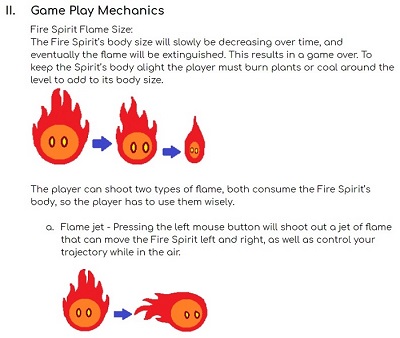 II. Game Play Mechanics
Fire Spirit Flame Size:
The Fire Spirit's body size will slowly be decreasing over time, and
eventually the flame will be extinguished. This results in a game over. To
keep the Spirit's body alight the player must burn plants or coal around the
level to add to its body size.
The player can shoot two types of flame, both consume the Fire Spirit's
body, so the player has to use them wisely.
a. Flame jet - Pressing the left mouse button will shoot out a jet of flame
that can move the Fire Spirit left and right, as well as control your
trajectory while in the air.